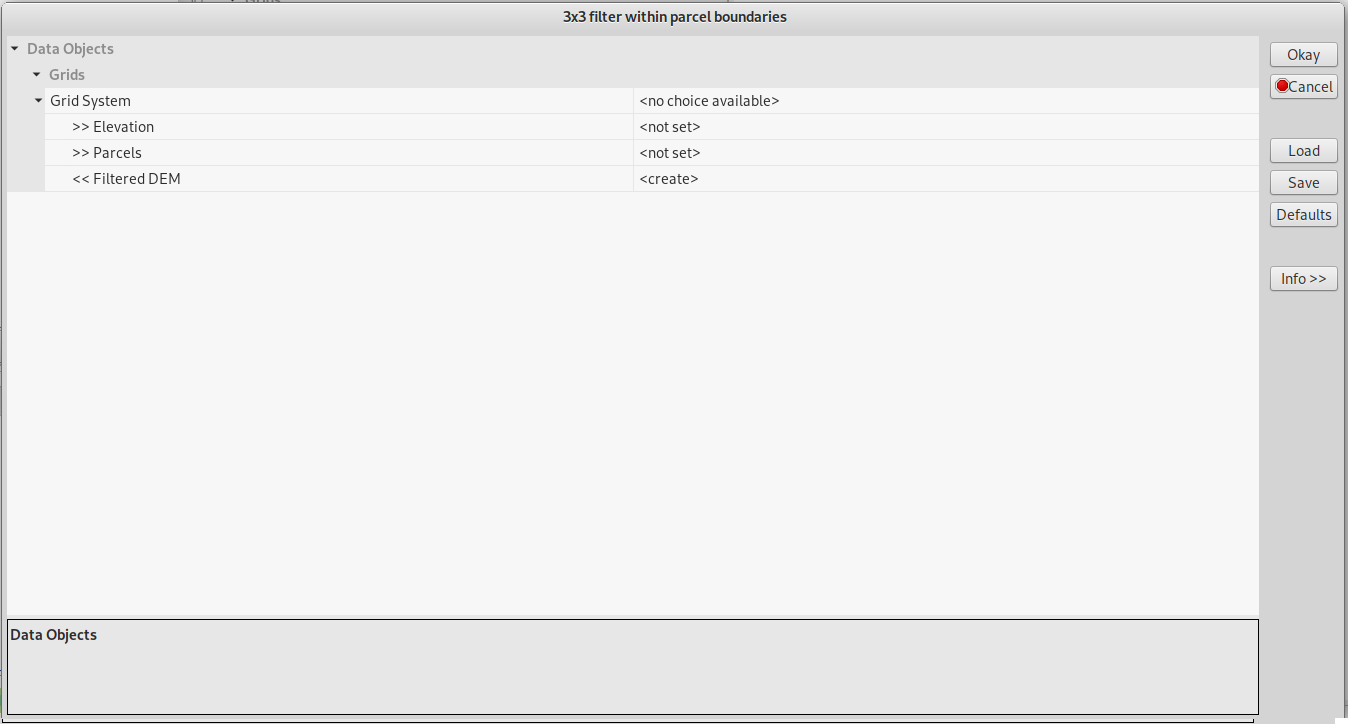 3x3 filter within parcel boundaries
Data Objects
Grids
Grid System <no choice available>
>> Elevation <not set>
>> Parcels <not set>
<< Filtered DEM <create>
Okay
Cancel
Load
Save
Defaults
Info >>
Data Objects